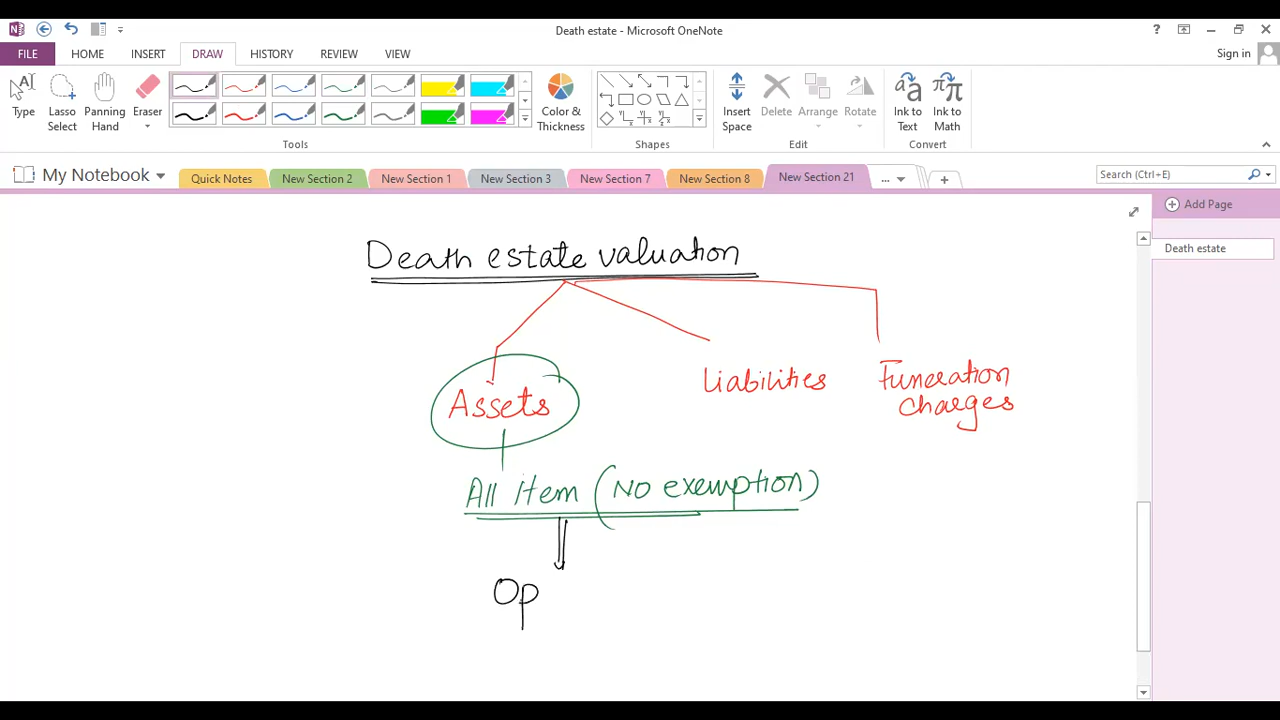 Death estate - Microsoft OneNote
Sign in
FILE HOME INSERT DRAW HISTORY REVIEW VIEW
Type
Lasso Select
Panning Hand
Eraser
Color & Thickness
Insert Space
Delete
Arrange
Rotate
Ink to Text
Ink to Math
Tools Shapes Edit Convert
My Notebook Quick Notes New Section 2 New Section 1 New Section 3 New Section 7 New Section 8 New Section 21 ...
Search (Ctrl+E)
Add Page
Death estate
Death estate valuation
Assets
Liabilities
Funeration
charges
All item (No exemption)
Op